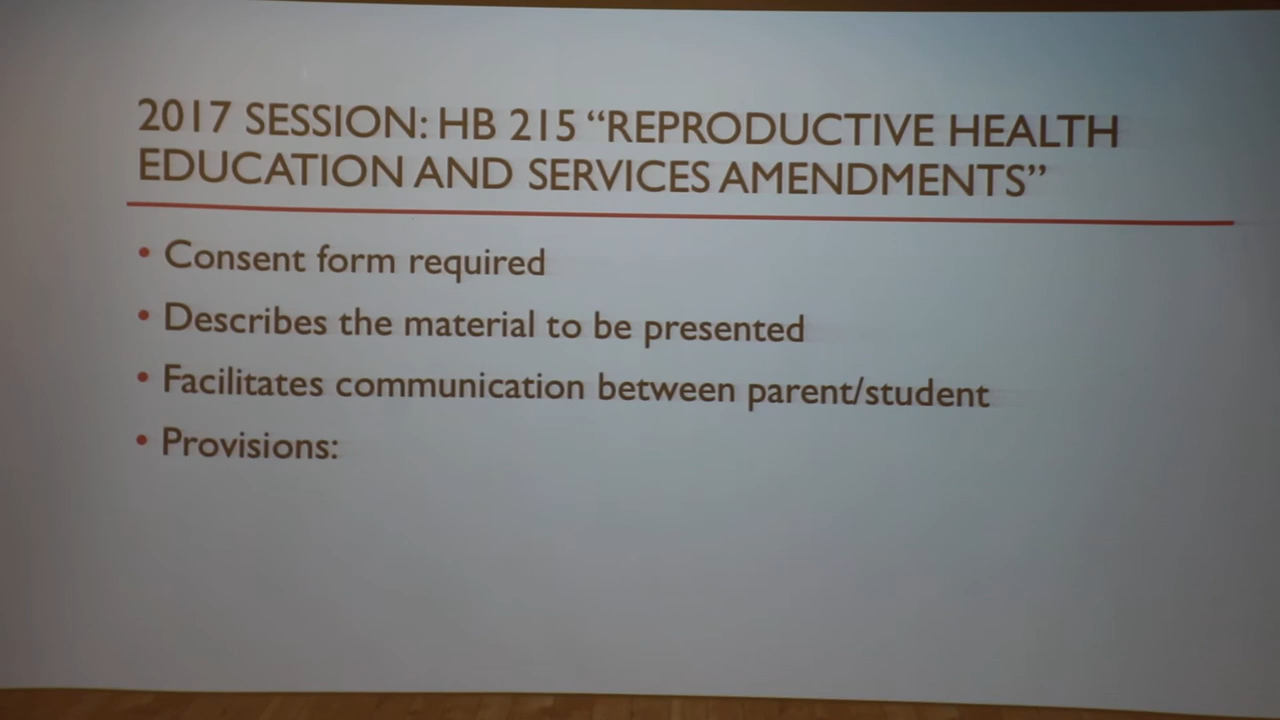 2017 SESSION: HB 215 “REPRODUCTIVE HEALTH
EDUCATION AND SERVICES AMENDMENTS”
• Consent form required
• Describes the material to be presented
• Facilitates communication between parent/student
• Provisions: